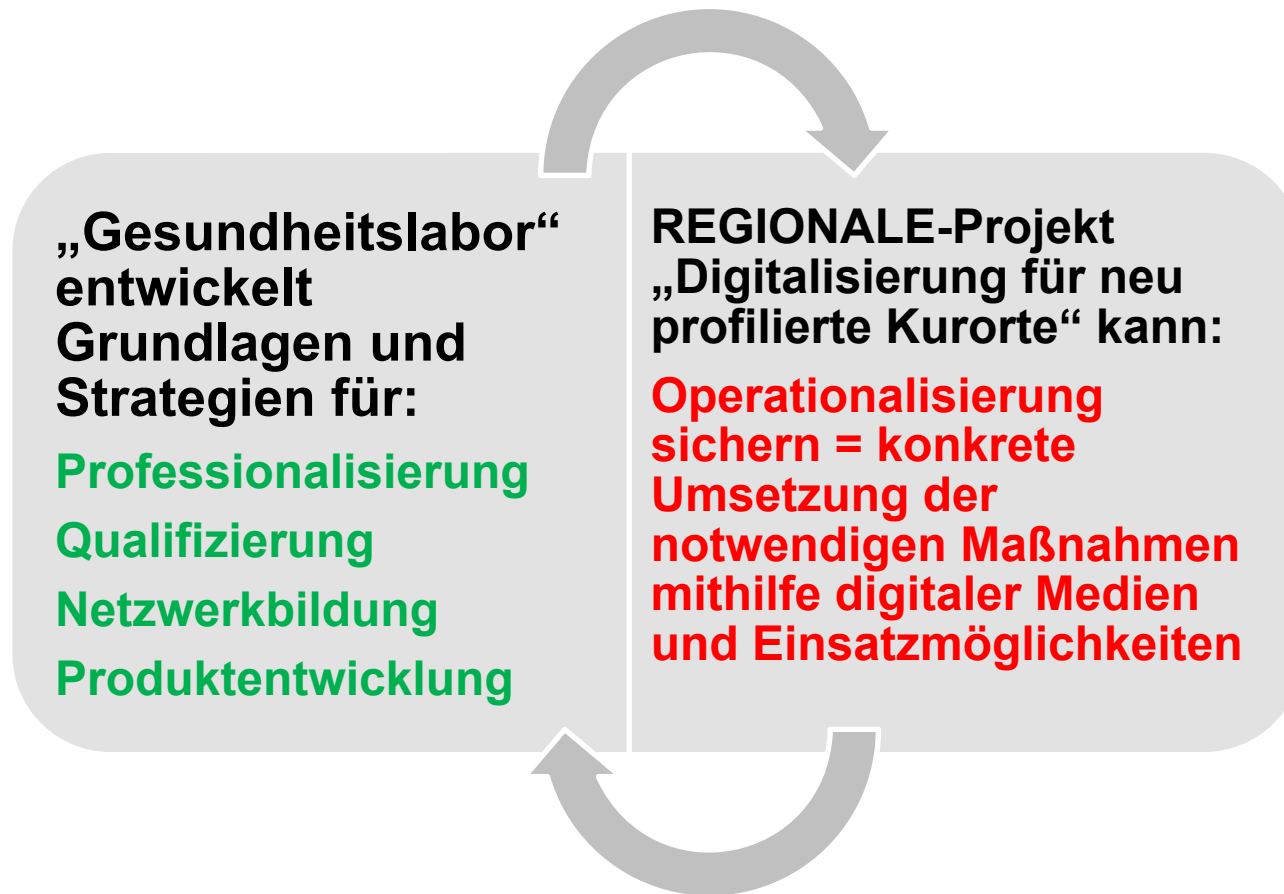 „Gesundheitslabor“
entwickelt
Grundlagen und
Strategien für:
Professionalisierung
Qualifizierung
Netzwerkbildung
Produktentwicklung
REGIONALE-Projekt
„Digitalisierung für neu
profilierte Kurorte“ kann:
Operationalisierung
sichern = konkrete
Umsetzung der
notwendigen Maßnahmen
mithilfe digitaler Medien
und Einsatzmöglichkeiten